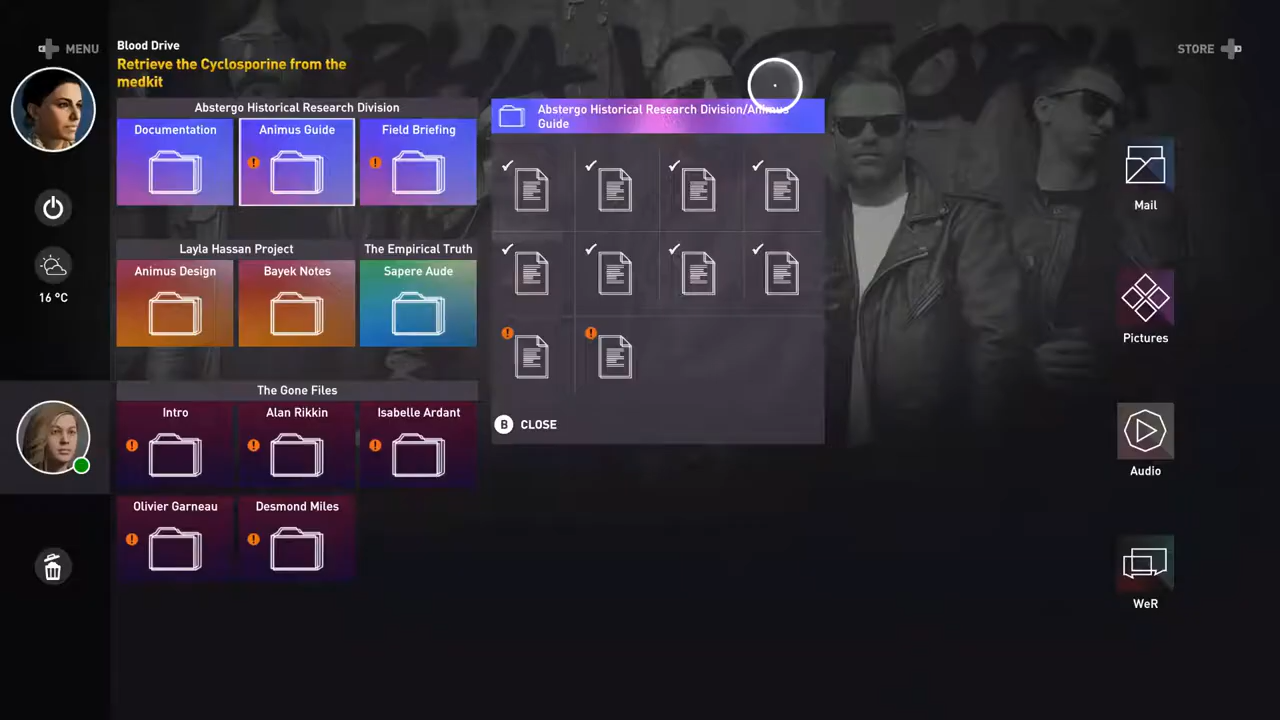 MENU
Blood Drive
Retrieve the Cyclosporine from the
medkit
STORE
Abstergo Historical Research Division
Documentation
Animus Guide
Field Briefing
Abstergo Historical Research Division/Animus
Guide
Layla Hassan Project
The Empirical Truth
Animus Design
Bayek Notes
Sapere Aude
16 °C
The Gone Files
Intro
Alan Rikkin
Isabelle Ardant
Olivier Garneau
Desmond Miles
B CLOSE
Mail
Pictures
Audio
WeR